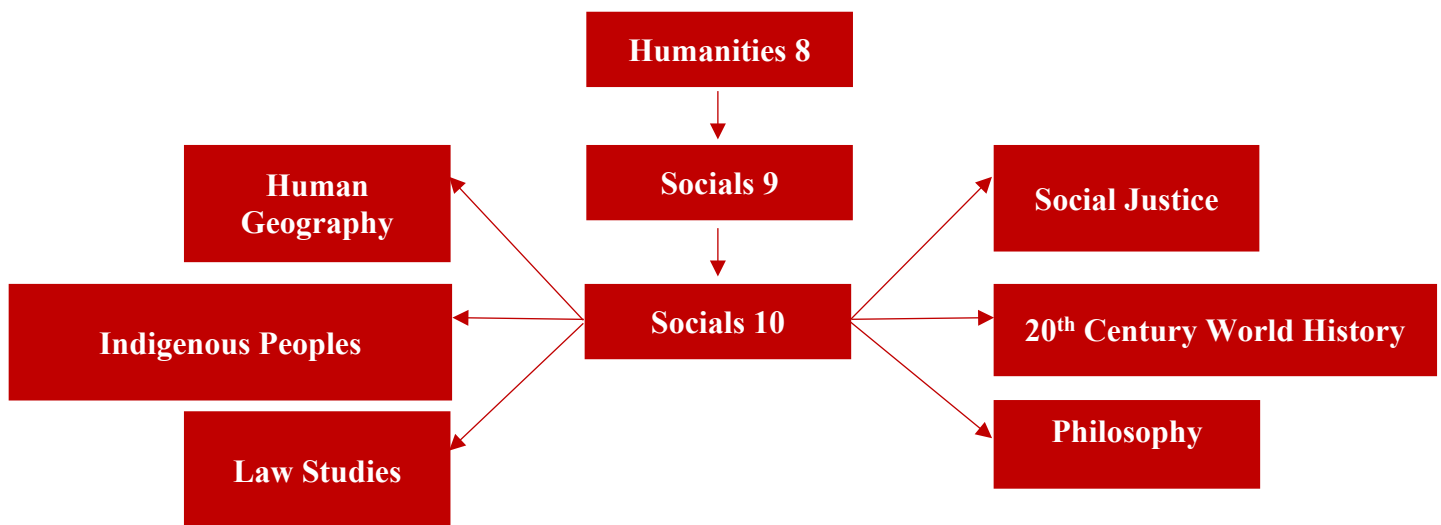 Humanities 8
Socials 9
Human
Geography
Social Justice
Socials 10
Indigenous Peoples
20th Century World History
Law Studies
Philosophy